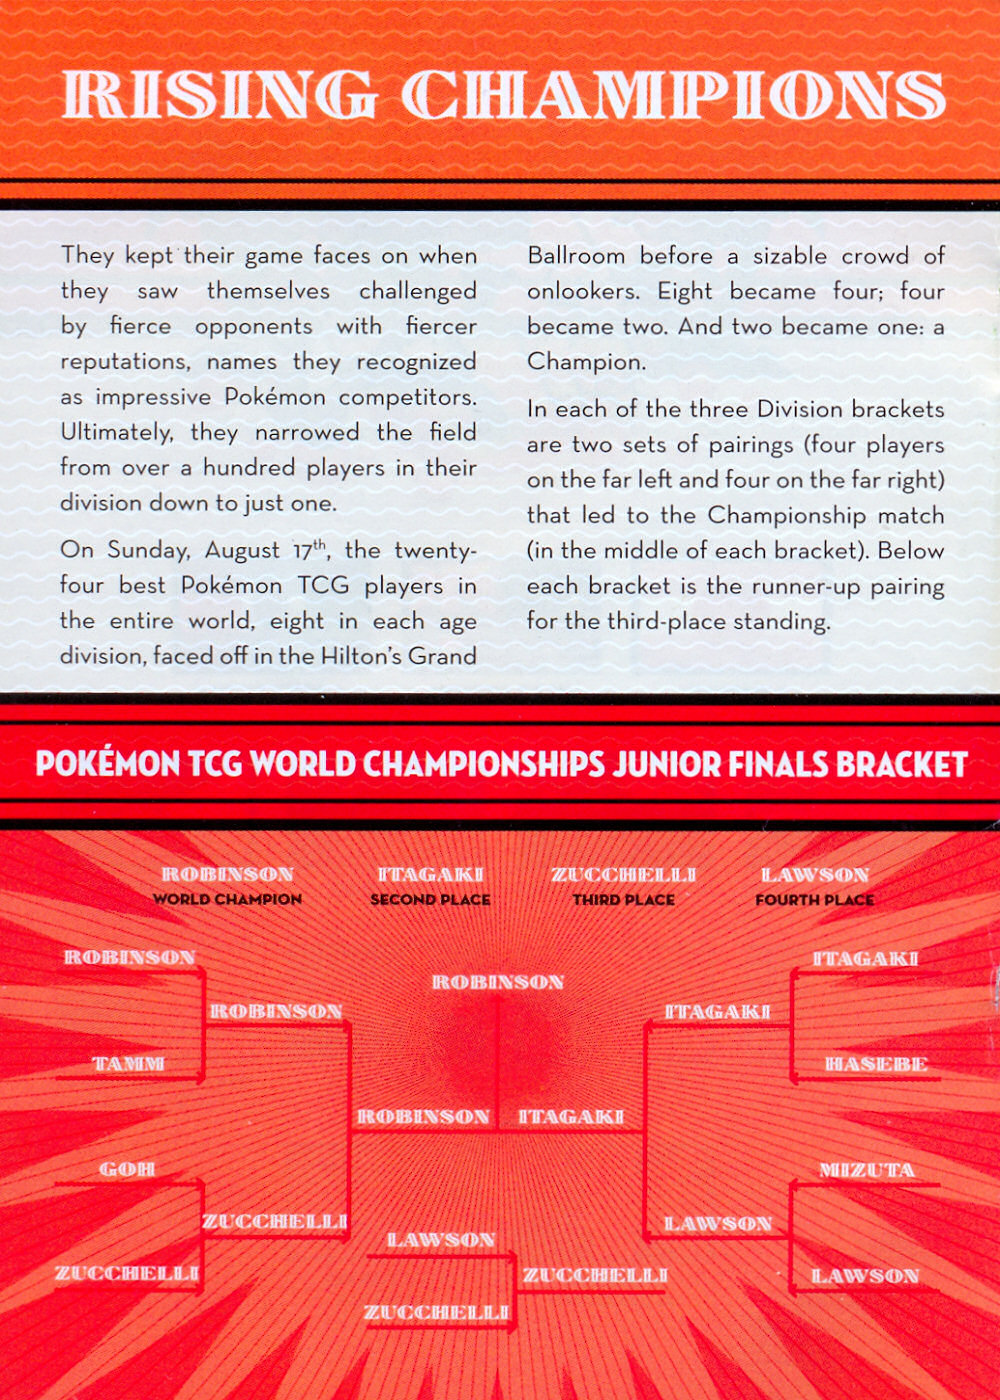 RISING CHAMPIONS
They kept their game faces on when
they saw themselves challenged
by fierce opponents with fiercer
reputations, names they recognized
as impressive Pokémon competitors.
Ultimately, they narrowed the field
from over a hundred players in their
division down to just one.
On Sunday, August 17th, the twenty-
four best Pokémon TCG players in
the entire world, eight in each age
division, faced off in the Hilton's Grand
Ballroom before a sizable crowd of
onlookers. Eight became four; four
became two. And two became one: a
Champion.
In each of the three Division brackets
are two sets of pairings (four players
on the far left and four on the far right)
that led to the Championship match
(in the middle of each bracket). Below
each bracket is the runner-up pairing
for the third-place standing.
POKÉMON TCG WORLD CHAMPIONSHIPS JUNIOR FINALS BRACKET
ROBINSON
WORLD CHAMPION
ITAGAKI
SECOND PLACE
ZUCCHELLI
THIRD PLACE
LAWSON
FOURTH PLACE
ROBINSON
TAMM
GOH
ZUCCHELLI
ROBINSON
ZUCCHELLI
ROBINSON
ROBINSON
ITAGAKI
ITAGAKI
LAWSON
ITAGAKI
HASEBE
MIZUTA
LAWSON
LAWSON
ZUCCHELLI
ZUCCHELLI